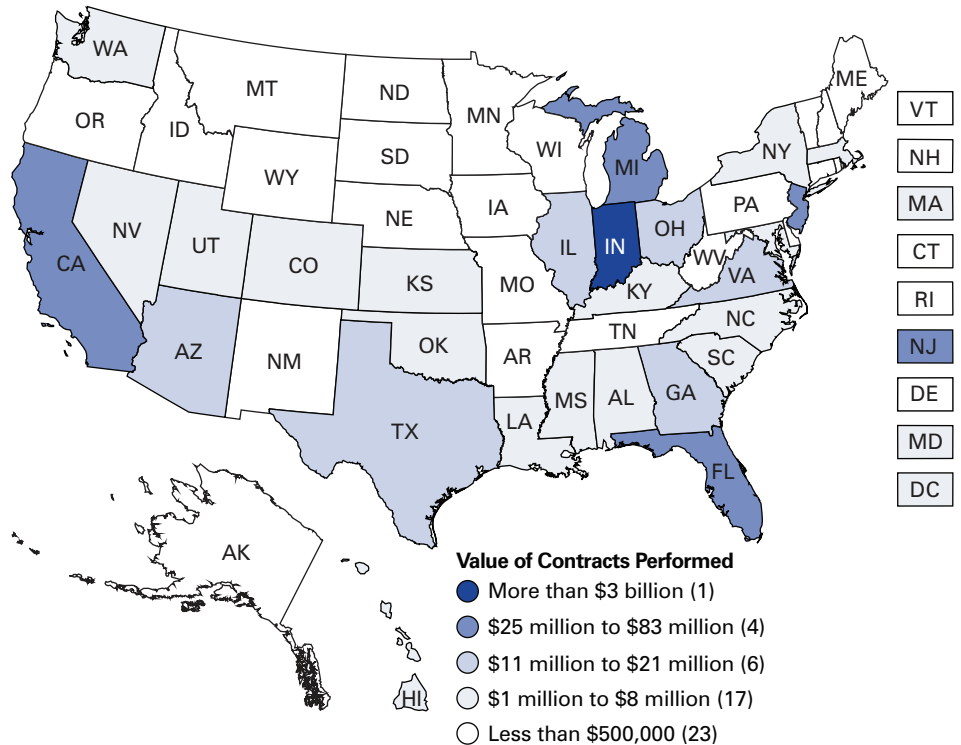 WA
MT
ND
MN
ME
VT
OR
ID
SD
WI
MI
NY
NH
WY
MA
NV
UT
CO
NE
IA
IL
IN
OH
PA
CT
CA
KS
MO
KY
WV
VA
RI
AZ
NM
OK
AR
TN
NC
NJ
TX
LA
MS
AL
GA
SC
DE
FL
MD
DC
AK
HI
Value of Contracts Performed
More than $3 billion (1)
$25 million to $83 million (4)
$11 million to $21 million (6)
$1 million to $8 million (17)
Less than $500,000 (23)